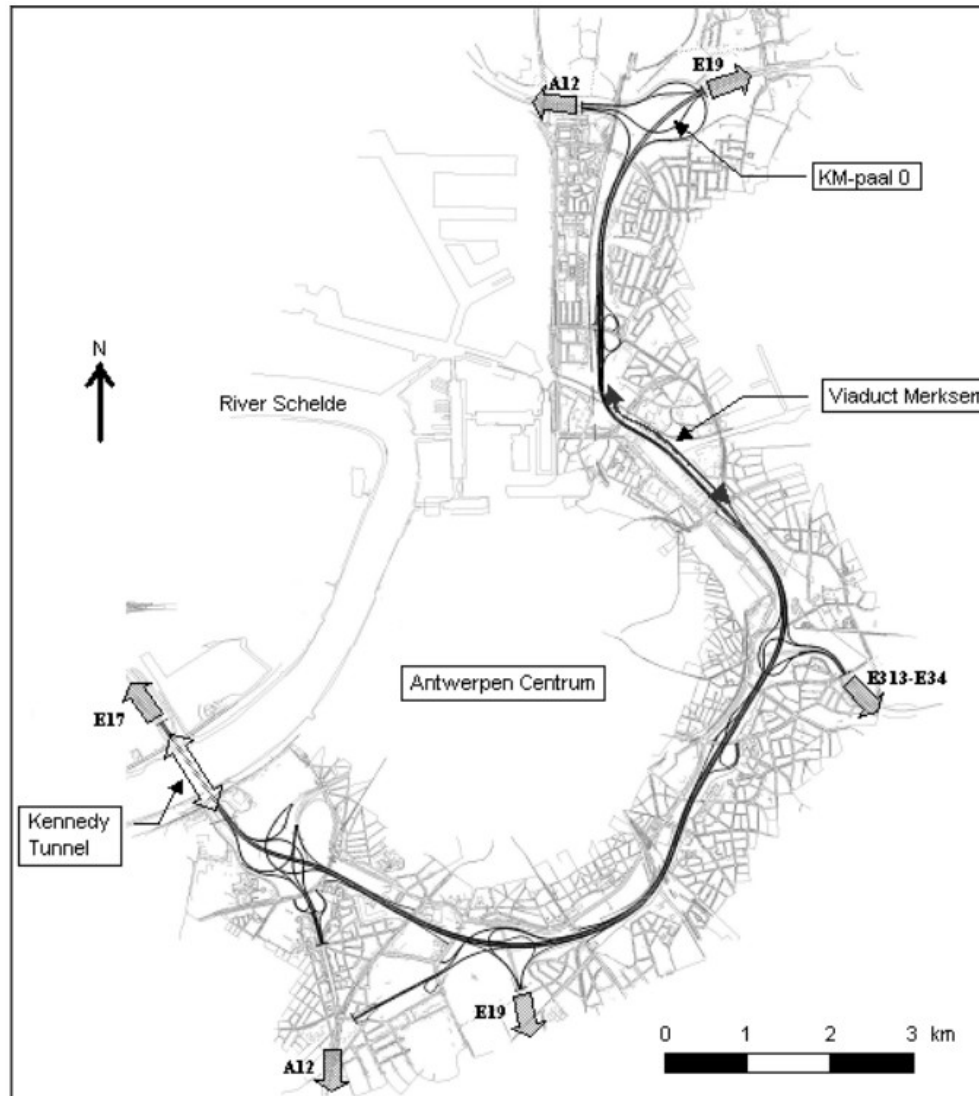 E19
A12
KM-paal 0
N
River Schelde
Viaduct Merksem
Antwerpen Centrum
E313-E34
E17
Kennedy
Tunnel
E19
A12
0 1 2 3 km